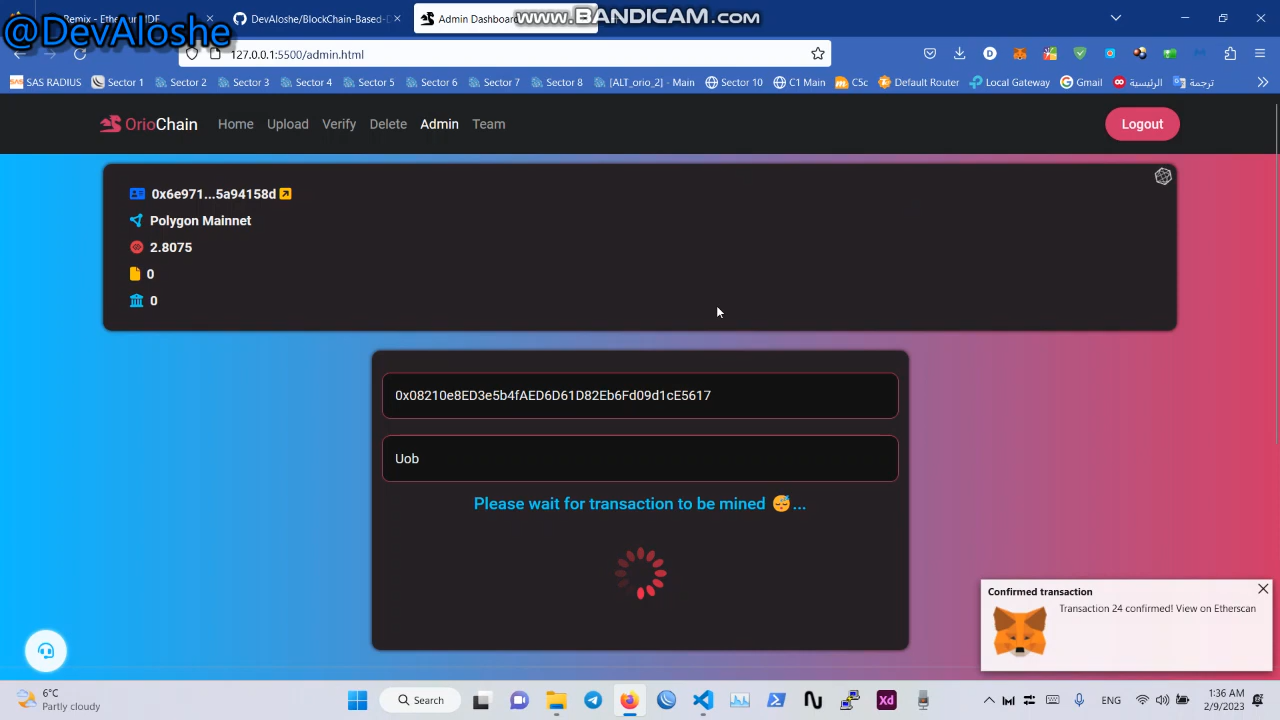 www.BANDICAM.com
@DevAloshe
DevAloshe/BlockChain-Based-D
Admin Dashboard
127.0.0.1:5500/admin.html
SAS RADIUS
Sector 1
Sector 2
Sector 3
Sector 4
Sector 5
Sector 6
Sector 7
Sector 8
[ALT_orio_2] - Main
Sector 10
C1 Main
C5c
Default Router
Local Gateway
Gmail
الرئيسية
ترجمة
OrioChain
Home
Upload
Verify
Delete
Admin
Team
Logout
0x6e971...5a94158d
Polygon Mainnet
2.8075
0
0
0x08210e8ED3e5b4fAED6D61D82Eb6Fd09d1cE5617
Uob
Please wait for transaction to be mined 😴...
Confirmed transaction
Transaction 24 confirmed! View on Etherscan
6°C
Partly cloudy
Search
Xd
ENG
1:36 AM
2/9/2023